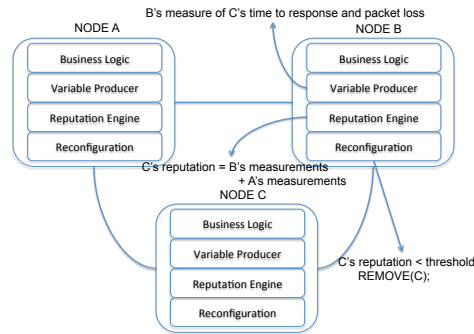 B's measure of C's time to response and packet loss
NODE A
NODE B
Business Logic
Variable Producer
Reputation Engine
Reconfiguration
Business Logic
Variable Producer
Reputation Engine
Reconfiguration
C's reputation = B's measurements
+ A's measurements
NODE C
Business Logic
Variable Producer
Reputation Engine
Reconfiguration
C's reputation < threshold
REMOVE(C);